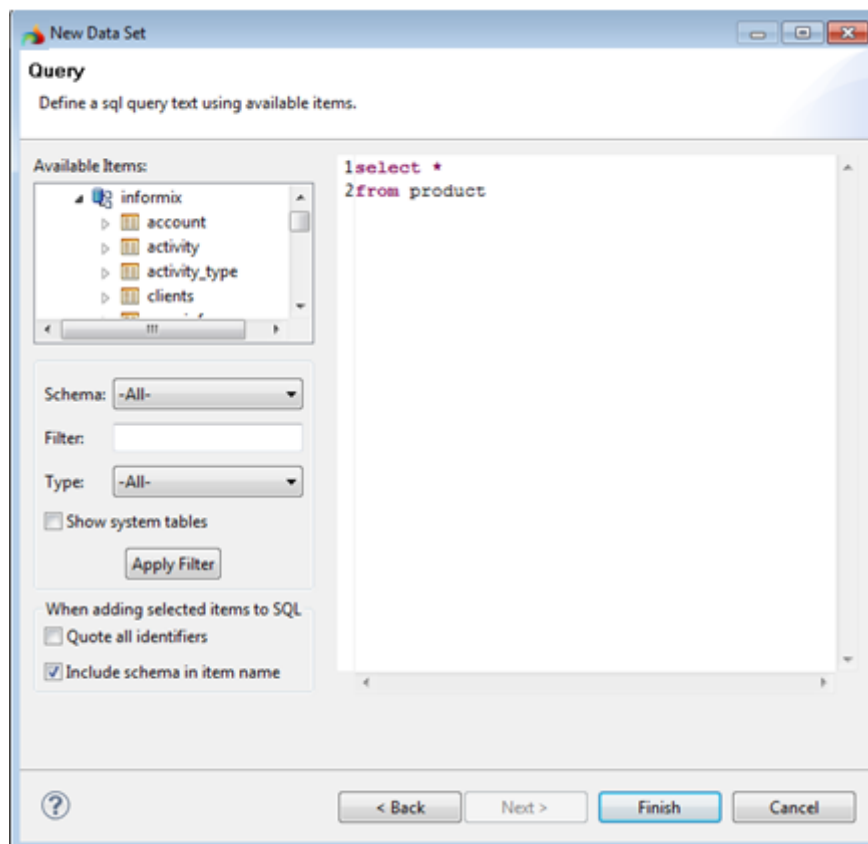 New Data Set
Query
Define a sql query text using available items.
Available Items:
informix
account
activity
activity_type
clients
Schema: -All-
Filter:
Type: -All-
Show system tables
Apply Filter
When adding selected items to SQL
Quote all identifiers
Include schema in item name
1select *
2from product
?
< Back Next > Finish Cancel